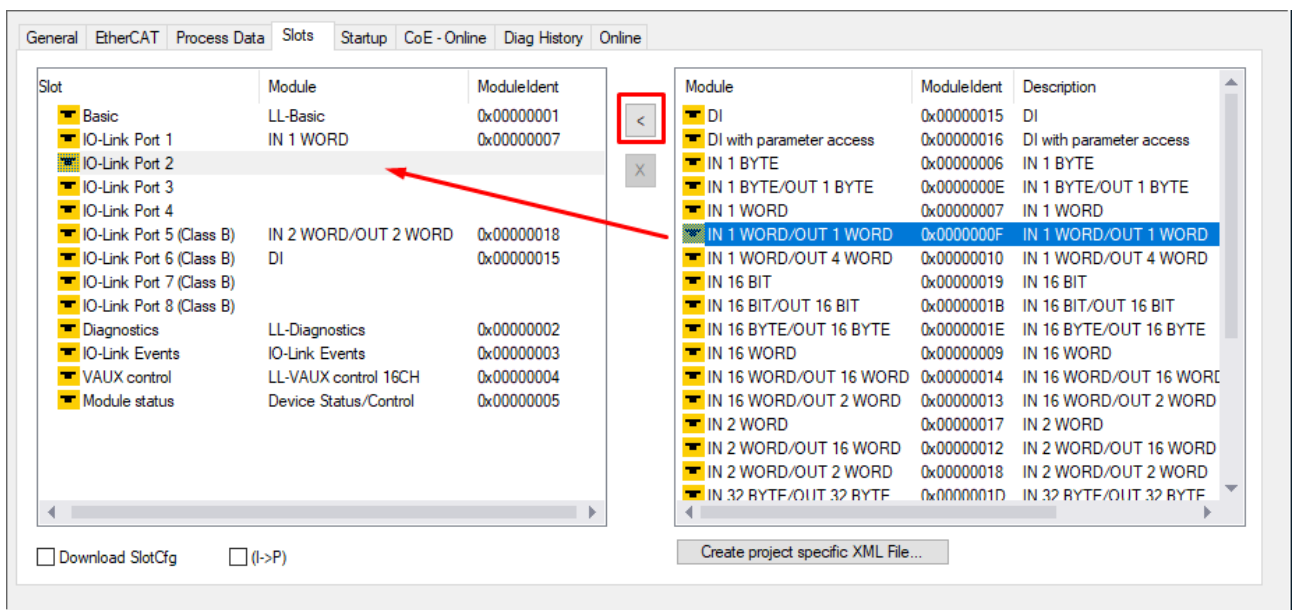 General EtherCAT Process Data Slots Startup CoE - Online Diag History Online
Slot Module ModuleIdent
Basic LL-Basic 0x00000001
IO-Link Port 1 IN 1 WORD 0x00000007
IO-Link Port 2
IO-Link Port 3
IO-Link Port 4
IO-Link Port 5 (Class B) IN 2 WORD/OUT 2 WORD 0x00000018
IO-Link Port 6 (Class B) DI 0x00000015
IO-Link Port 7 (Class B)
IO-Link Port 8 (Class B)
Diagnostics LL-Diagnostics 0x00000002
IO-Link Events IO-Link Events 0x00000003
VAUX control LL-VAUX control 16CH 0x00000004
Module status Device Status/Control 0x00000005
<
X
Module ModuleIdent Description
DI 0x00000015 DI
DI with parameter access 0x00000016 DI with parameter access
IN 1 BYTE 0x00000006 IN 1 BYTE
IN 1 BYTE/OUT 1 BYTE 0x0000000E IN 1 BYTE/OUT 1 BYTE
IN 1 WORD 0x00000007 IN 1 WORD
IN 1 WORD/OUT 1 WORD 0x0000000F IN 1 WORD/OUT 1 WORD
IN 1 WORD/OUT 4 WORD 0x00000010 IN 1 WORD/OUT 4 WORD
IN 16 BIT 0x00000019 IN 16 BIT
IN 16 BIT/OUT 16 BIT 0x0000001B IN 16 BIT/OUT 16 BIT
IN 16 BYTE/OUT 16 BYTE 0x0000001E IN 16 BYTE/OUT 16 BYTE
IN 16 WORD 0x00000009 IN 16 WORD
IN 16 WORD/OUT 16 WORD 0x00000014 IN 16 WORD/OUT 16 WORD
IN 16 WORD/OUT 2 WORD 0x00000013 IN 16 WORD/OUT 2 WORD
IN 2 WORD 0x00000017 IN 2 WORD
IN 2 WORD/OUT 16 WORD 0x00000012 IN 2 WORD/OUT 16 WORD
IN 2 WORD/OUT 2 WORD 0x00000018 IN 2 WORD/OUT 2 WORD
IN 32 BYTE/OUT 32 BYTE 0x0000001D IN 32 BYTE/OUT 32 BYTE
Download SlotCfg (I->P)
Create project specific XML File...